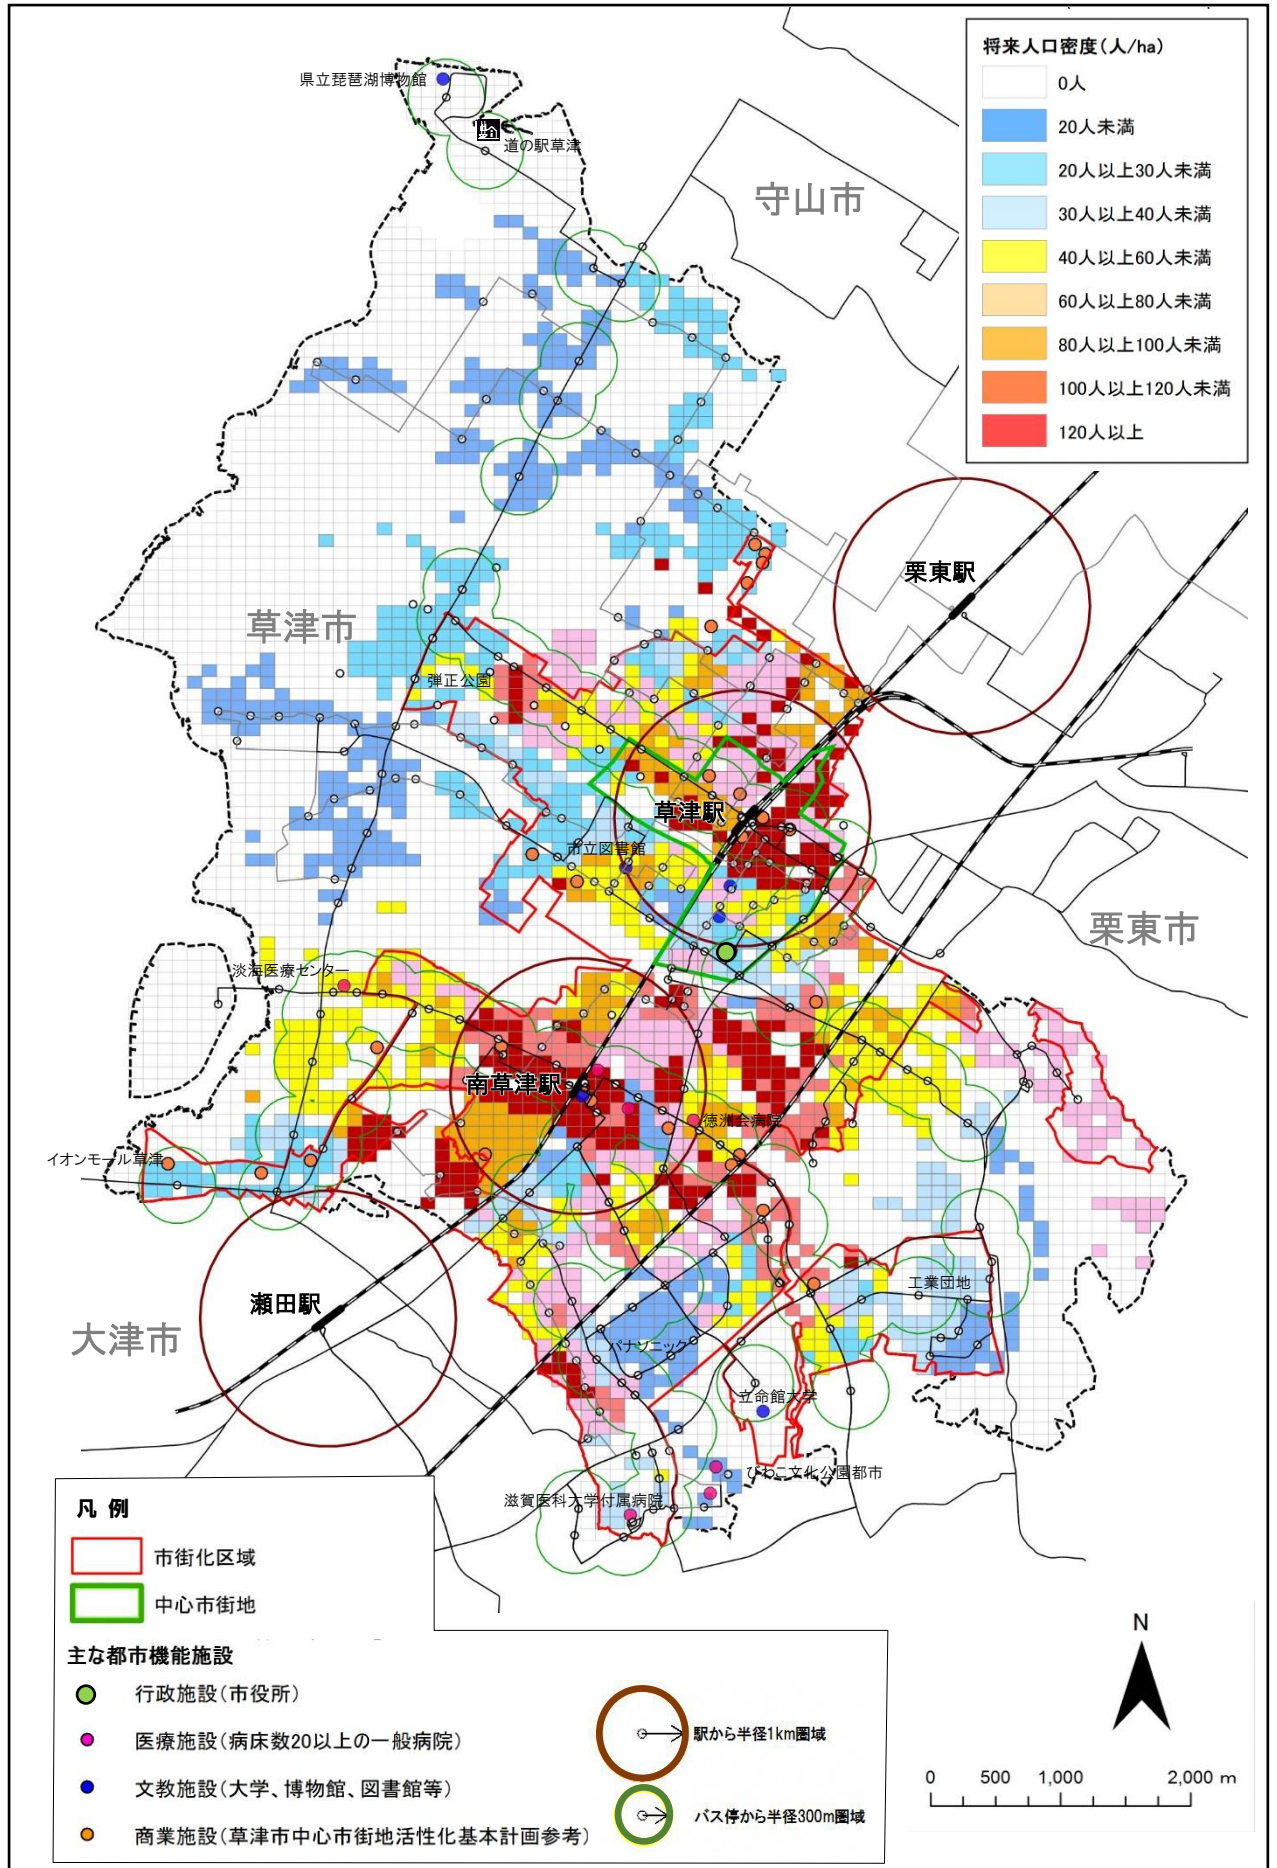 将来人口密度(人/ha)
0人
20人未満
20人以上30人未満
30人以上40人未満
40人以上60人未満
60人以上80人未満
80人以上100人未満
100人以上120人未満
120人以上
県立琵琶湖博物館
道の駅草津
守山市
栗東駅
草津市
弾正公園
草津駅
市立図書館
栗東市
淡海医療センター
南草津駅
徳洲会病院
イオンモール草津
工業団地
瀬田駅
大津市
パナソニック
立命館大学
びわこ文化公園都市
滋賀医科大学付属病院
凡 例
市街化区域
中心市街地
主な都市機能施設
行政施設(市役所)
医療施設(病床数20以上の一般病院)
文教施設(大学、博物館、図書館等)
商業施設(草津市中心市街地活性化基本計画参考)
駅から半径1km圏域
バス停から半径300m圏域
N
0 500 1,000 2,000 m